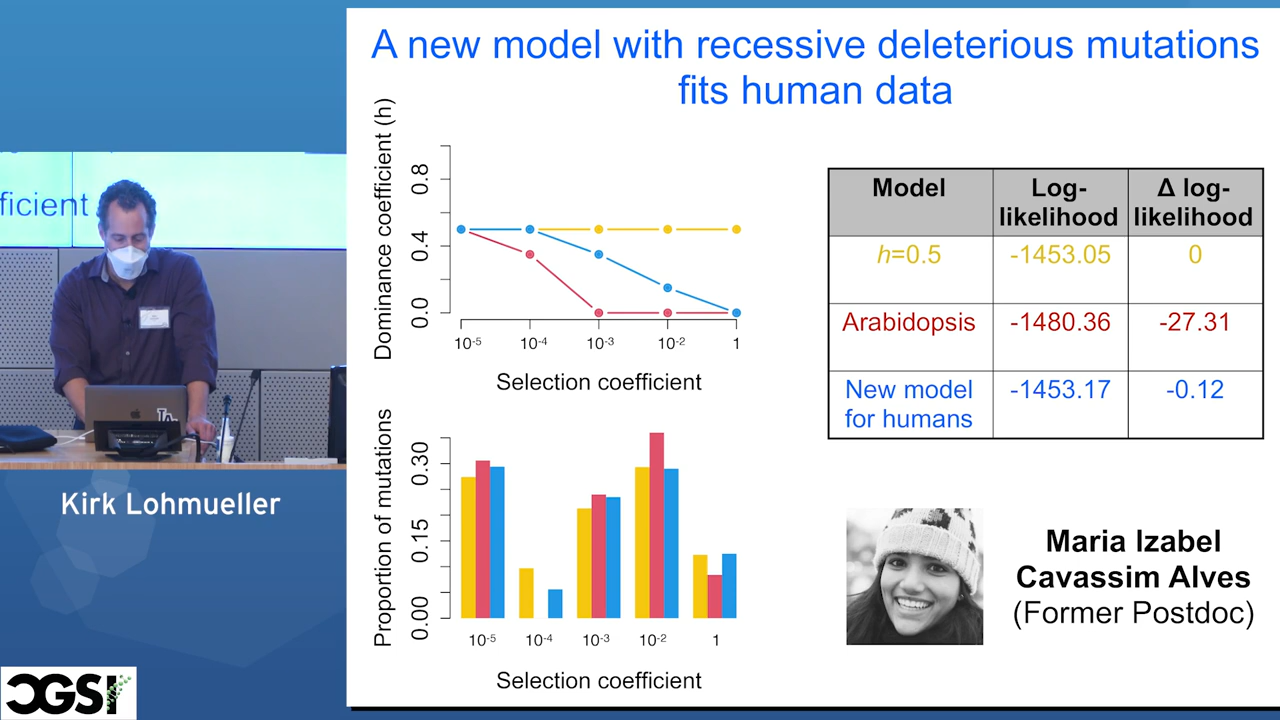 A new model with recessive deleterious mutations
fits human data
Dominance coefficient (h)
0.8
0.4
0.0
10-5
10-4
10-3
10-2
1
Selection coefficient
Proportion of mutations
0.30
0.15
0.00
10-5
10-4
10-3
10-2
1
Selection coefficient
Model
Log-
likelihood
Δ log-
likelihood
h=0.5
-1453.05
0
Arabidopsis
-1480.36
-27.31
New model
for humans
-1453.17
-0.12
Maria Izabel
Cavassim Alves
(Former Postdoc)
ficient
LA
Kirk Lohmueller
CGSI